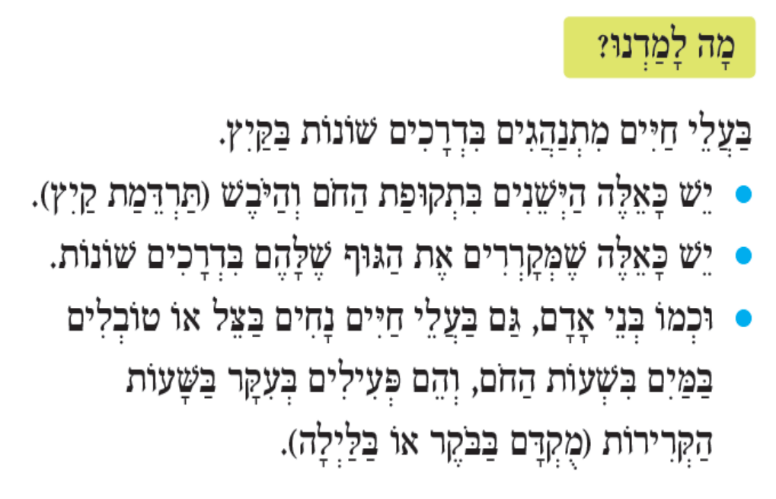 מָה לָמַדְנוּ?
בַּעֲלֵי חַיִּים מִתְנַהֲגִים בִּדְרָכִים שׁוֹנוֹת בַּקַּיִץ.
• יֵשׁ כָּאֵלֶּה הַיְּשֵׁנִים בִּתְקוּפַת הַחֹם וְהַיֹּבֶשׁ (תַּרְדֵּמַת קַיִץ).
• יֵשׁ כָּאֵלֶּה שֶׁמְּקָרְרִים אֶת הַגּוּף שֶׁלָּהֶם בִּדְרָכִים שׁוֹנוֹת.
• וּכְמוֹ בְּנֵי אָדָם, גַּם בַּעֲלֵי חַיִּים נָחִים בַּצֵּל אוֹ טוֹבְלִים
בַּמַּיִם בִּשְׁעוֹת הַחֹם, וְהֵם פְּעִילִים בְּעִקָּר בַּשָּׁעוֹת
הַקְּרִירוֹת (מֻקְדָּם בַּבֹּקֶר אוֹ בַּלַּיְלָה).